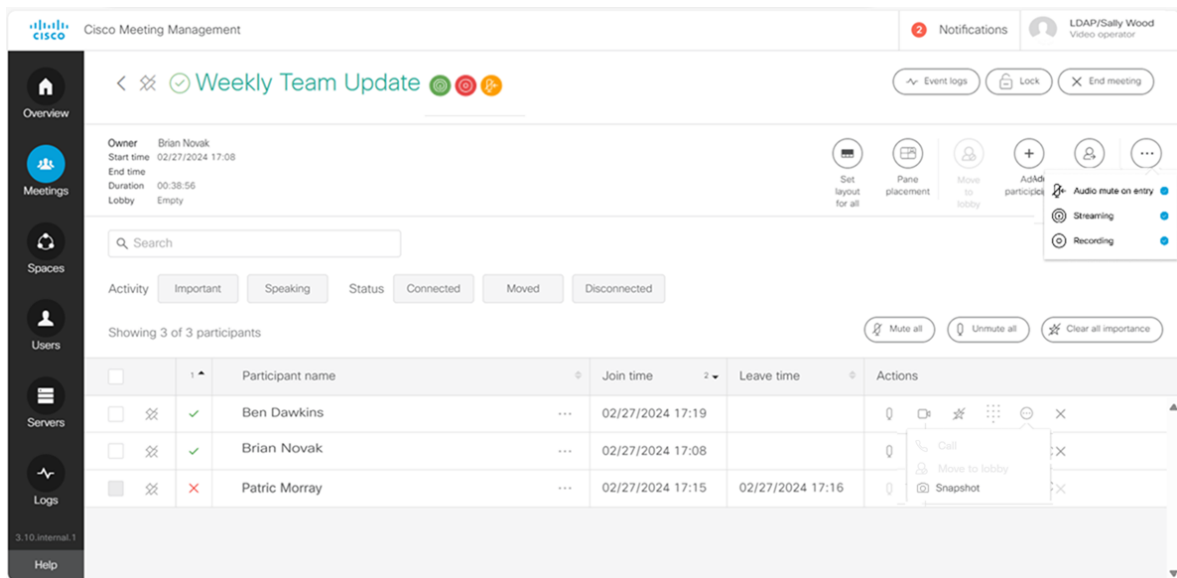 CISCO
Cisco Meeting Management
2 Notifications
LDAP/Sally Wood
Video operator
Weekly Team Update
Event logs
Lock
End meeting
Overview
Meetings
Spaces
Users
Servers
Logs
3.10.internal.1
Help
Owner Brian Novak
Start time 02/27/2024 17:08
End time
Duration 00:38:56
Lobby Empty
Set
layout
for all
Pane
placement
Move
to
lobby
Audio mute on entry
Streaming
Recording
Search
Activity Important Speaking Status Connected Moved Disconnected
Showing 3 of 3 participants
Mute all
Unmute all
Clear all importance
1 Participant name Join time 2 Leave time Actions
Ben Dawkins ... 02/27/2024 17:19
Brian Novak ... 02/27/2024 17:08
Patric Morray ... 02/27/2024 17:15 02/27/2024 17:16
Call
Move to lobby
Snapshot